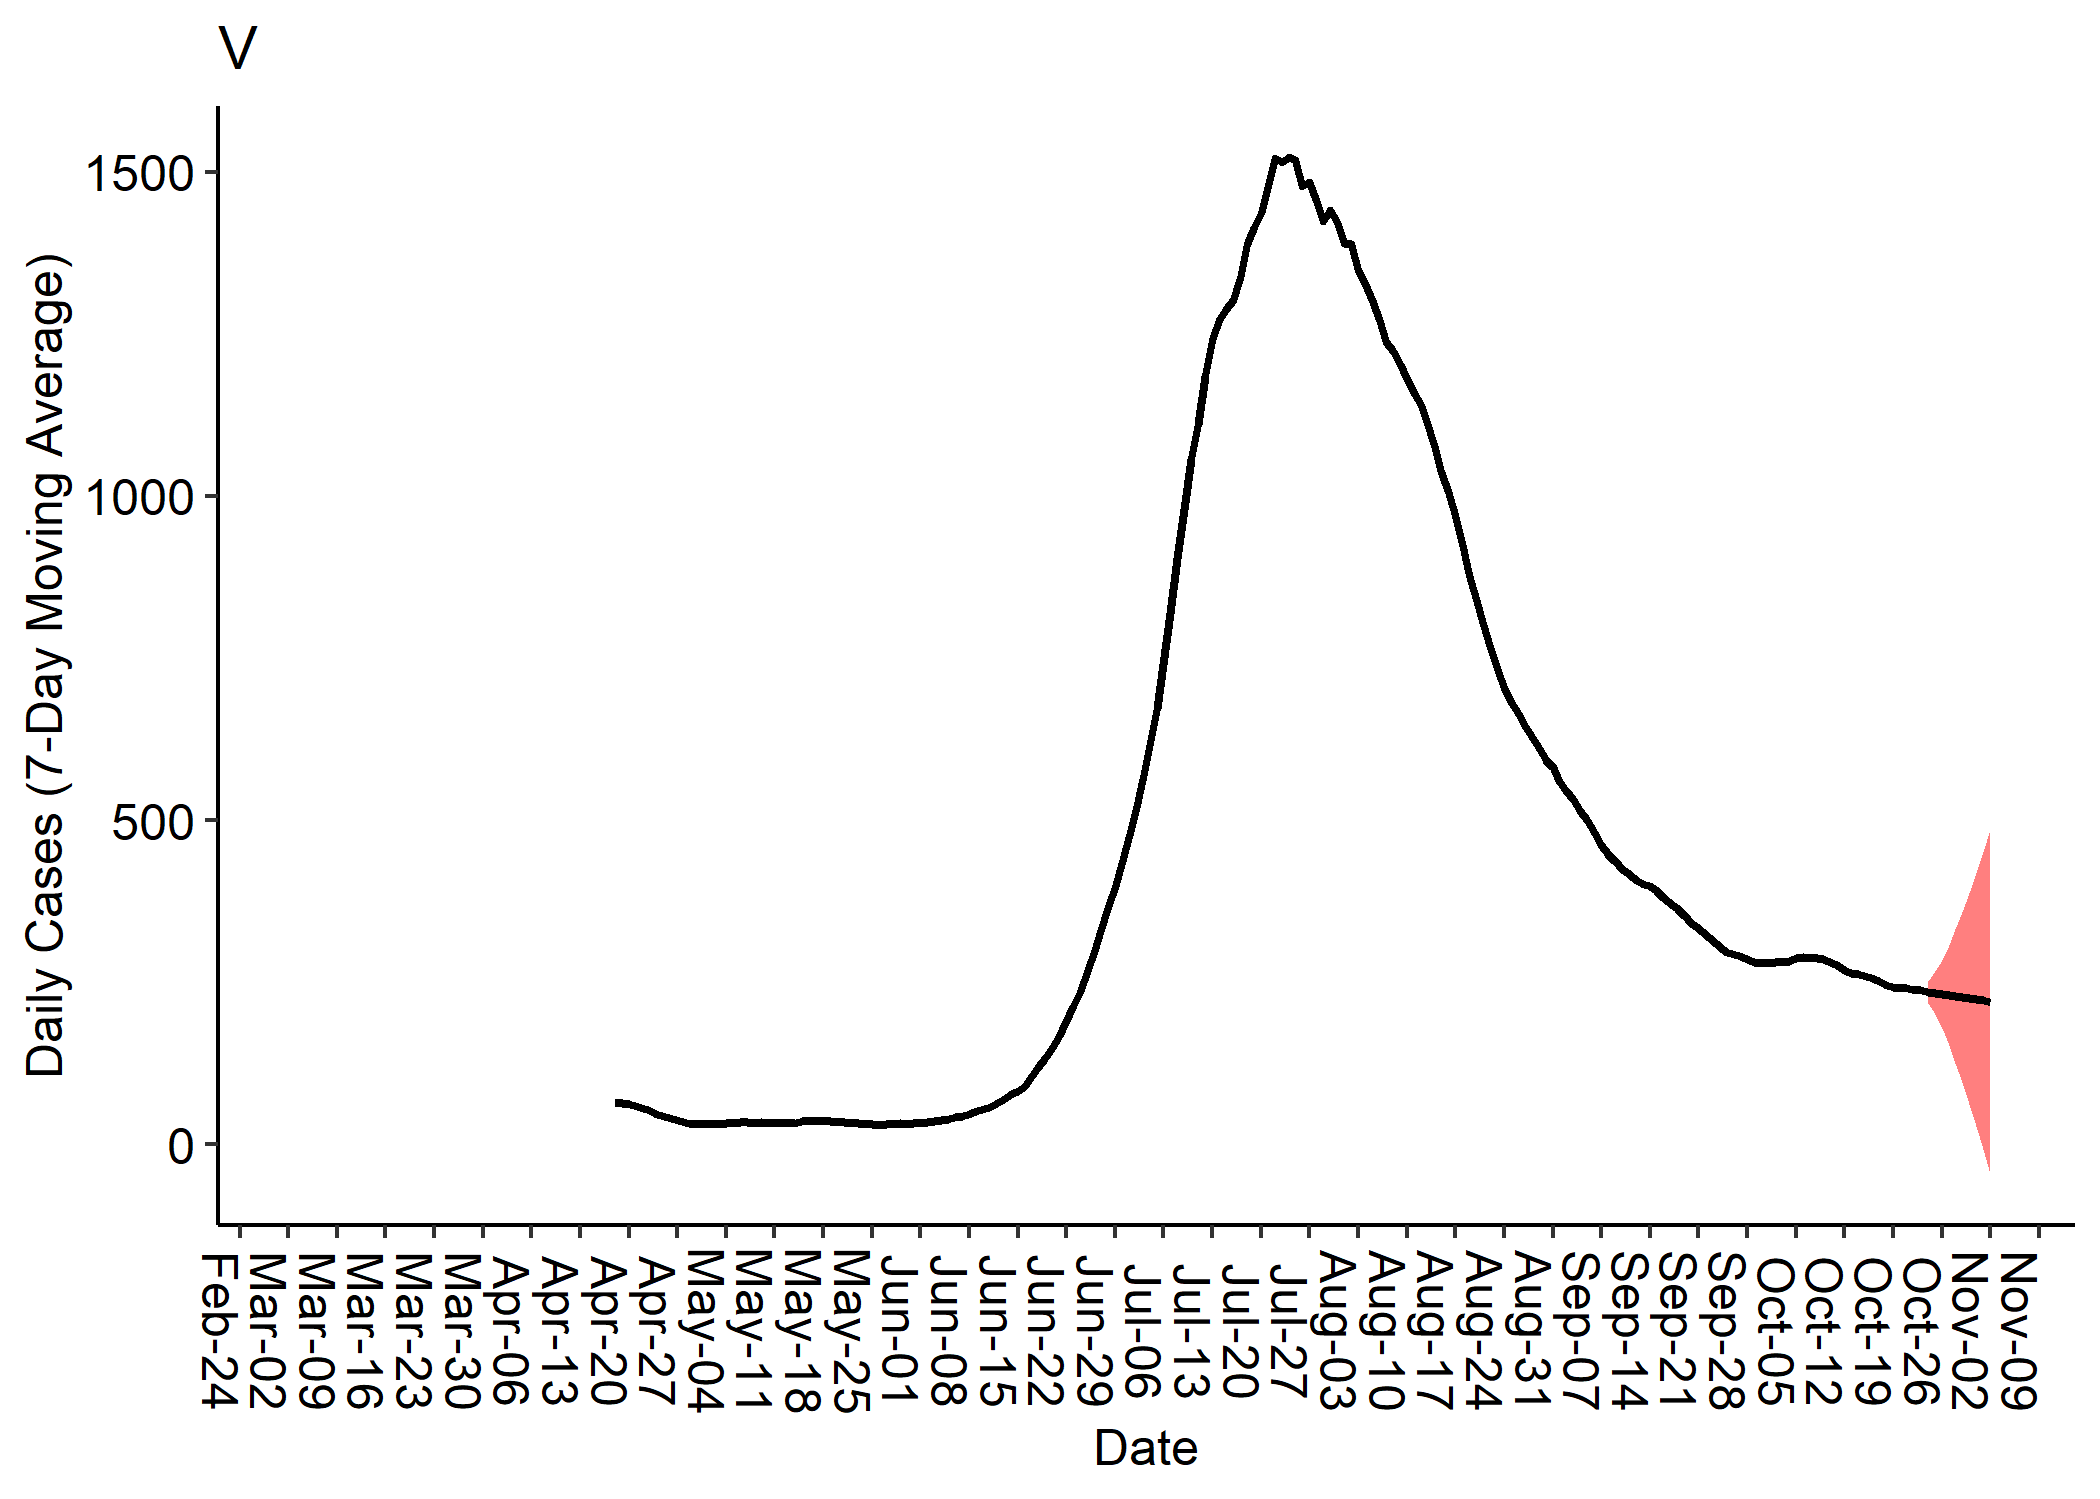 V
Daily Cases (7-Day Moving Average)
1500
1000
500
0
Feb-24
Mar-02
Mar-09
Mar-16
Mar-23
Mar-30
Apr-06
Apr-13
Apr-20
Apr-27
May-04
May-11
May-18
May-25
Jun-01
Jun-08
Jun-15
Jun-22
Jun-29
Jul-06
Jul-13
Jul-20
Jul-27
Aug-03
Aug-10
Aug-17
Aug-24
Aug-31
Sep-07
Sep-14
Sep-21
Sep-28
Oct-05
Oct-12
Oct-19
Oct-26
Nov-02
Nov-09
Date